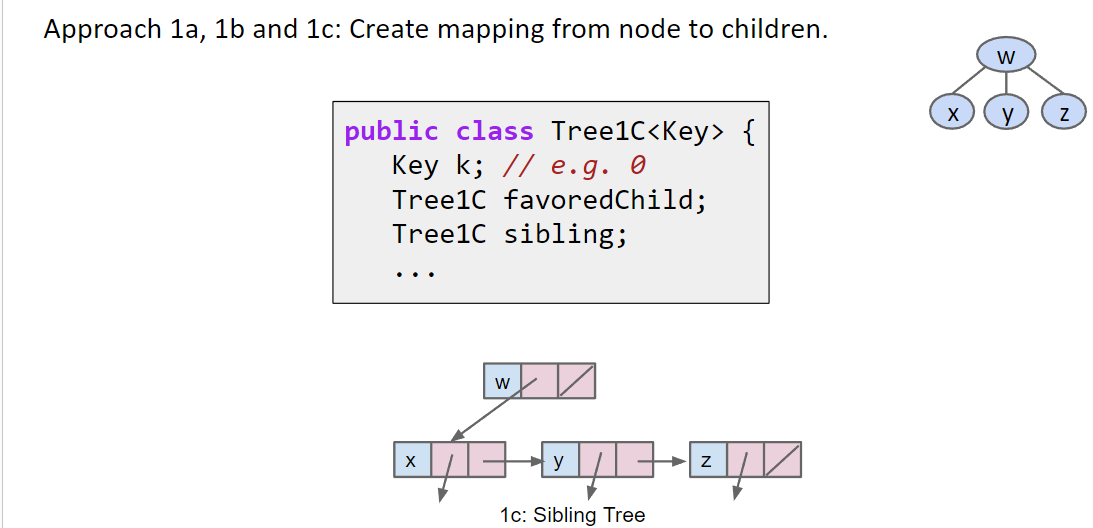 Approach 1a, 1b and 1c: Create mapping from node to children.
w
x y z
public class Tree1C<Key> {
Key k; // e.g. 0
Tree1C favoredChild;
Tree1C sibling;
...
w
x y z
1c: Sibling Tree